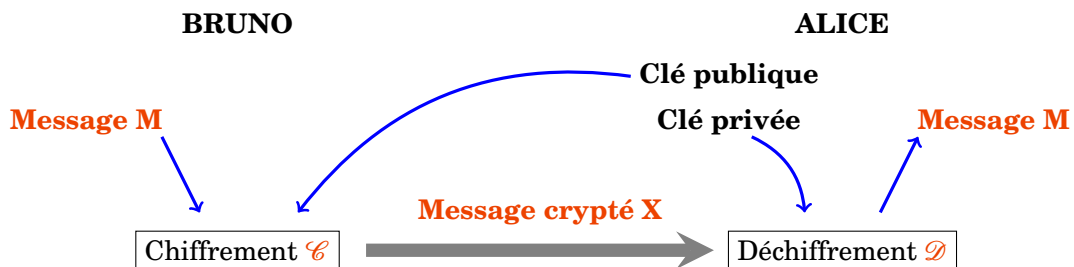 BRUNO
ALICE
Clé publique
Message M
Clé privée
Message M
Message crypté X
Chiffrement 𝒞
Déchiffrement 𝒟